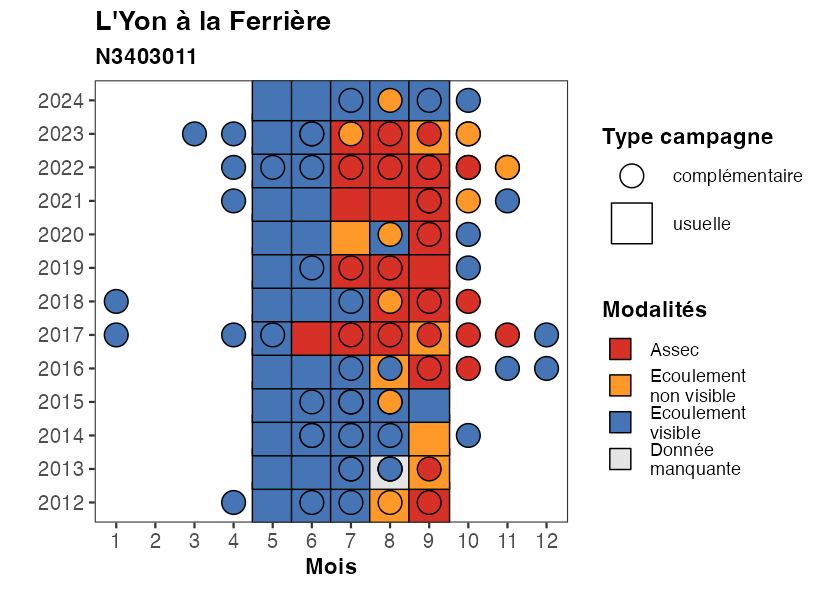 L'Yon à la Ferrière
N3403011
2024
2023
2022
2021
2020
2019
2018
2017
2016
2015
2014
2013
2012
1 2 3 4 5 6 7 8 9 10 11 12
Mois
Type campagne
complémentaire
usuelle
Modalités
Assec
Ecoulement
non visible
Ecoulement
visible
Donnée
manquante